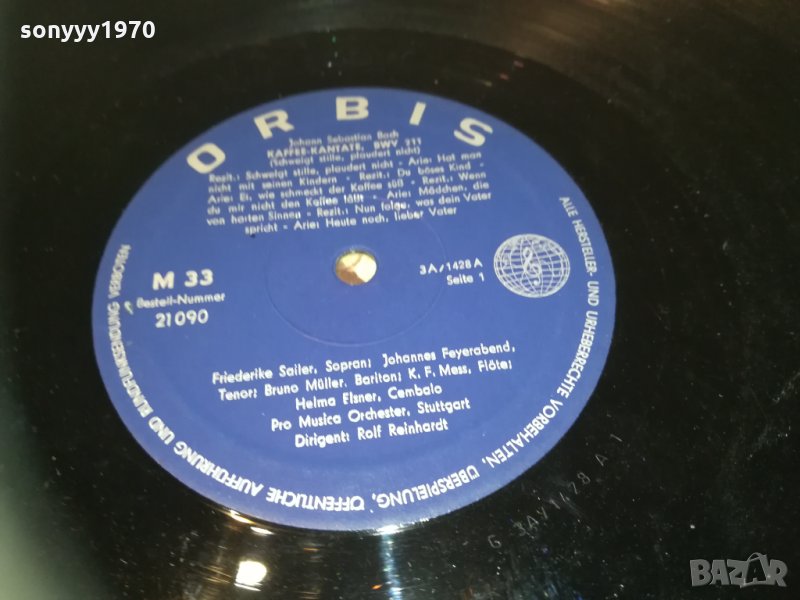 sonyyy1970
ORBIS
Johann Sebastian Bach
KAFFEE-KANTATE, BWV 211
(Schweigt stille, plaudert nicht)
Rezit.: Schweigt stille, plaudert nicht - Arie: Hat man
nicht mit seinen Kindern - Rezit.: Du böses Kind -
Arie: Ei, wie schmeckt der Kaffee süß - Rezit.: Wenn
du mir nicht den Kaffee läßt - Arie: Mädchen, die
von harten Sinnen - Rezit.: Nun folge, was dein Vater
spricht - Arie: Heute noch, lieber Vater
M 33
Bestell-Nummer
21 090
3A/1428 A
Seite 1
Friederike Sailer, Sopran; Johannes Feyerabend,
Tenor; Bruno Müller, Bariton; K. F. Mess, Flöte;
Helma Elsner, Cembalo
Pro Musica Orchester, Stuttgart
Dirigent: Rolf Reinhardt
ALLE HERSTELLER- UND URHEBERRECHTE VORBEHALTEN, ÜBERSPIELUNG, ÖFFENTLICHE AUFFÜHRUNG UND RUNDFUNKSENDUNG VERBOTEN
G 3A/1428 A 1
BAZAR